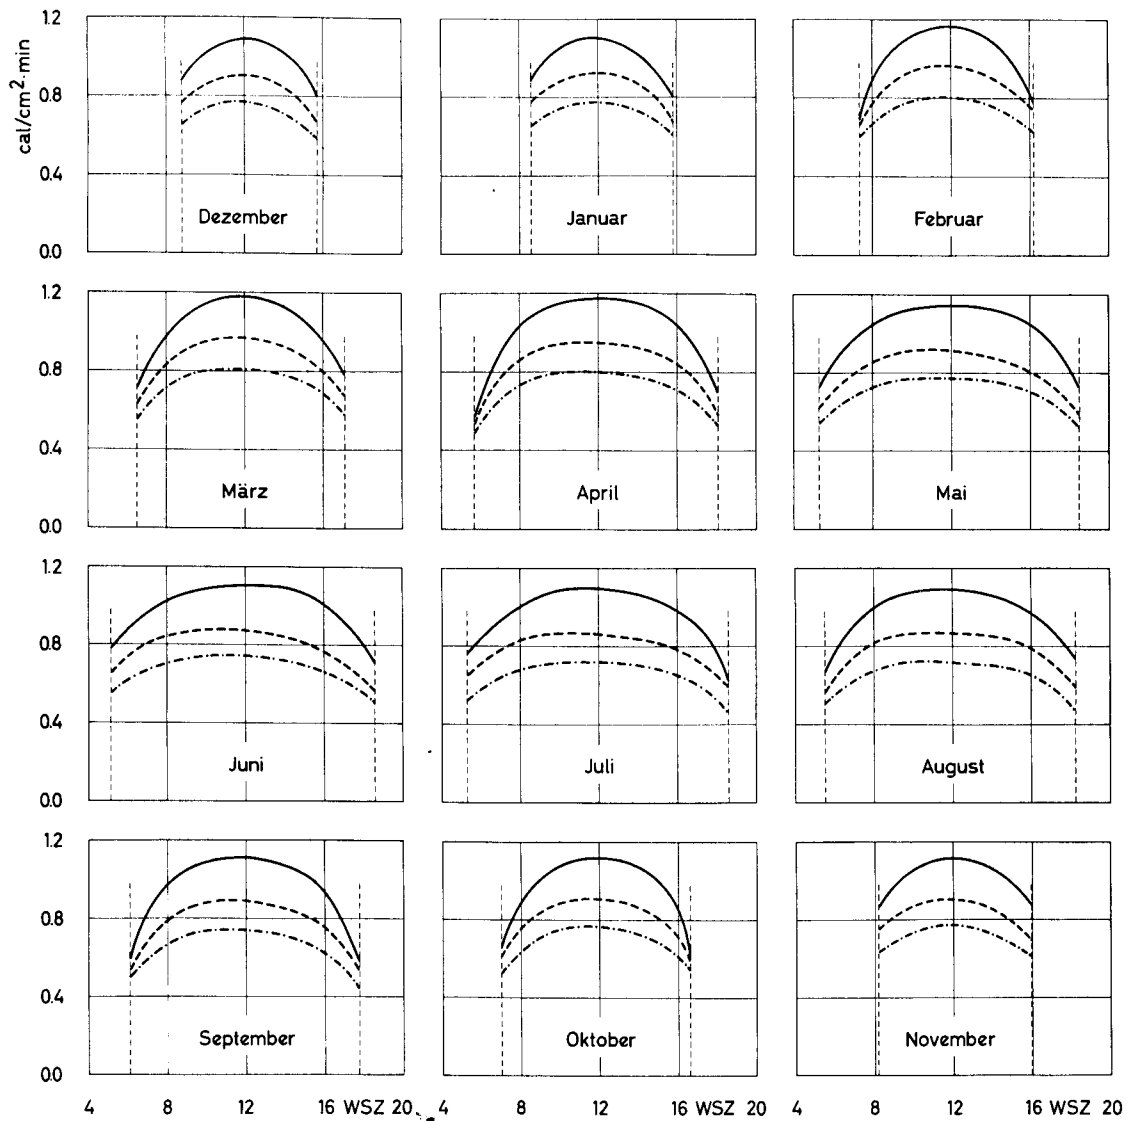 cal/cm²·min
1.2
0.8
0.4
0.0
Dezember
Januar
Februar
1.2
0.8
0.4
0.0
März
April
Mai
1.2
0.8
0.4
0.0
Juni
Juli
August
1.2
0.8
0.4
0.0
September
Oktober
November
4 8 12 16 WSZ 20
4 8 12 16 WSZ 20
4 8 12 16 WSZ 20